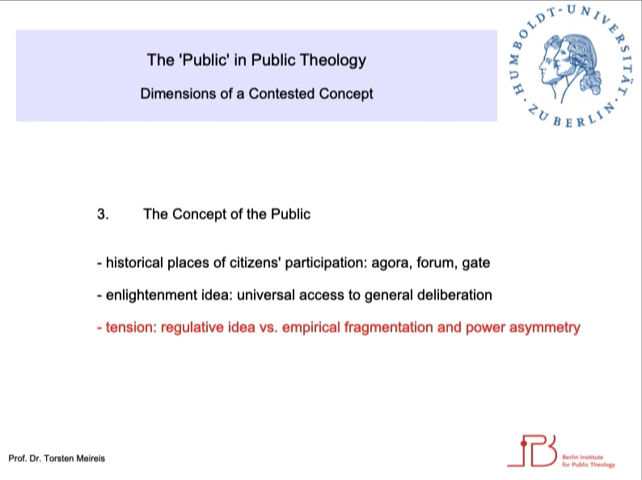 The 'Public' in Public Theology
Dimensions of a Contested Concept
HUMBOLDT-UNIVERSITÄT · ZU BERLIN ·
3. The Concept of the Public
- historical places of citizens' participation: agora, forum, gate
- enlightenment idea: universal access to general deliberation
- tension: regulative idea vs. empirical fragmentation and power asymmetry
Prof. Dr. Torsten Meireis
Berlin Institute
for Public Theology